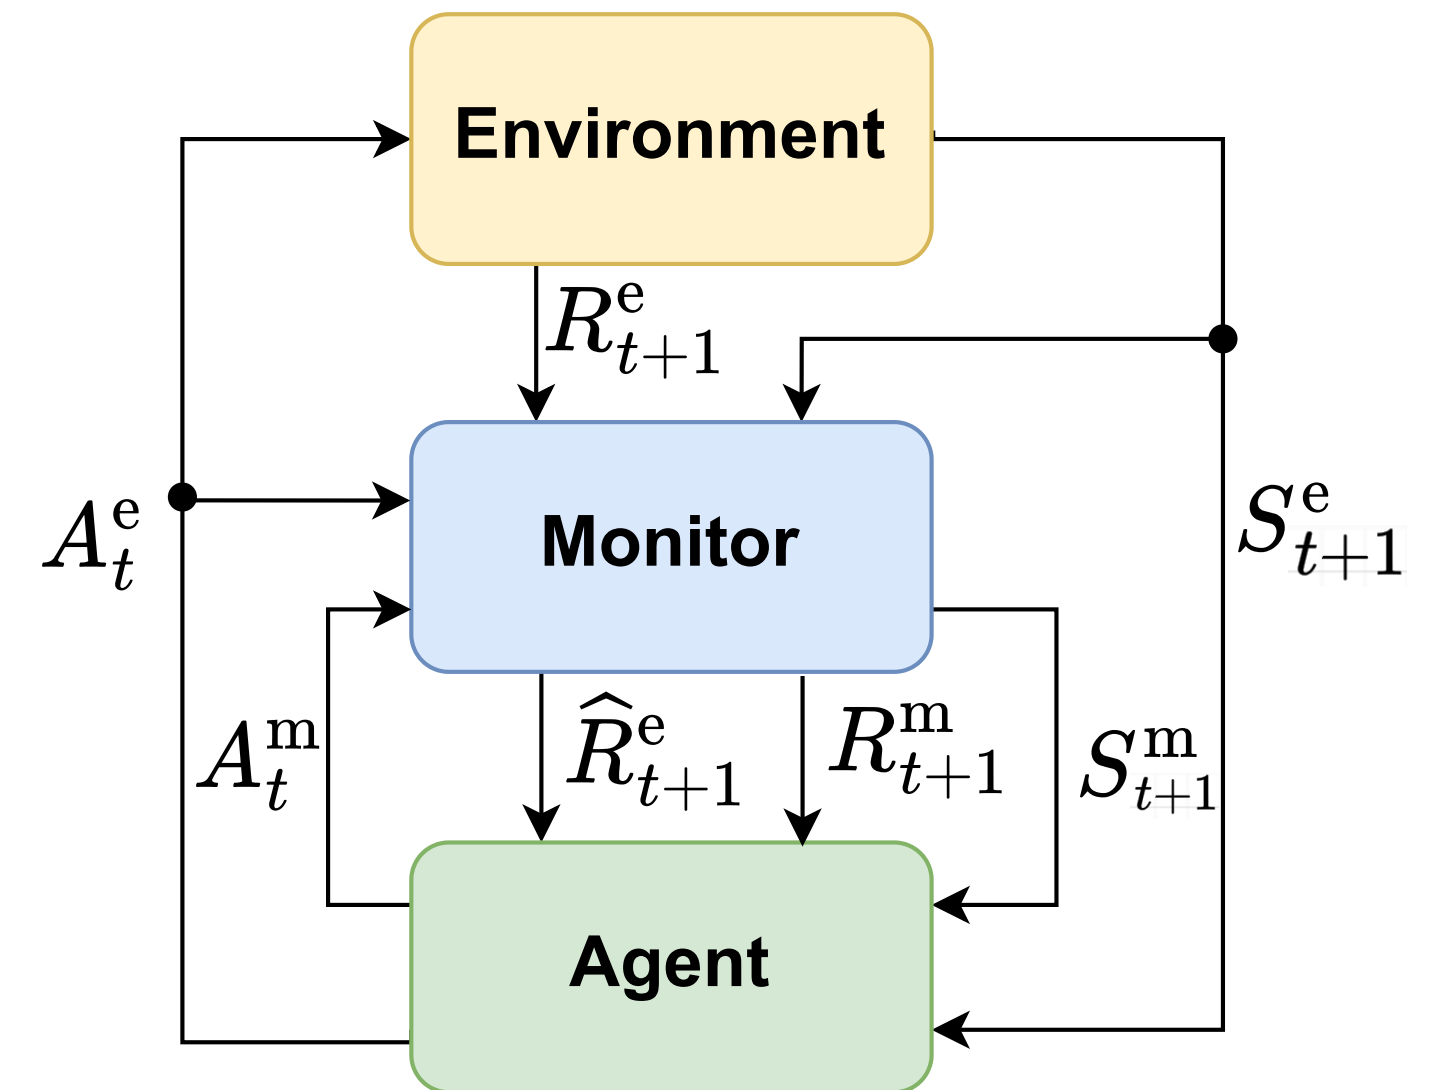 Environment
R^e_{t+1}
A^e_t
Monitor
S^e_{t+1}
A^m_t
\widehat{R}^e_{t+1}
R^m_{t+1}
S^m_{t+1}
Agent